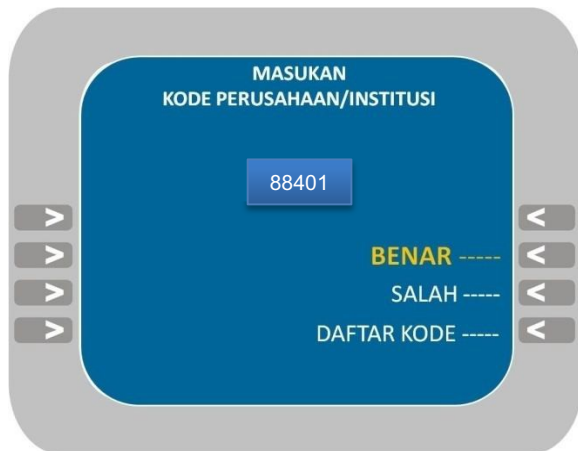 MASUKAN
KODE PERUSAHAAN/INSTITUSI
88401
> <
> BENAR ----- <
> SALAH ----- <
> DAFTAR KODE ----- <